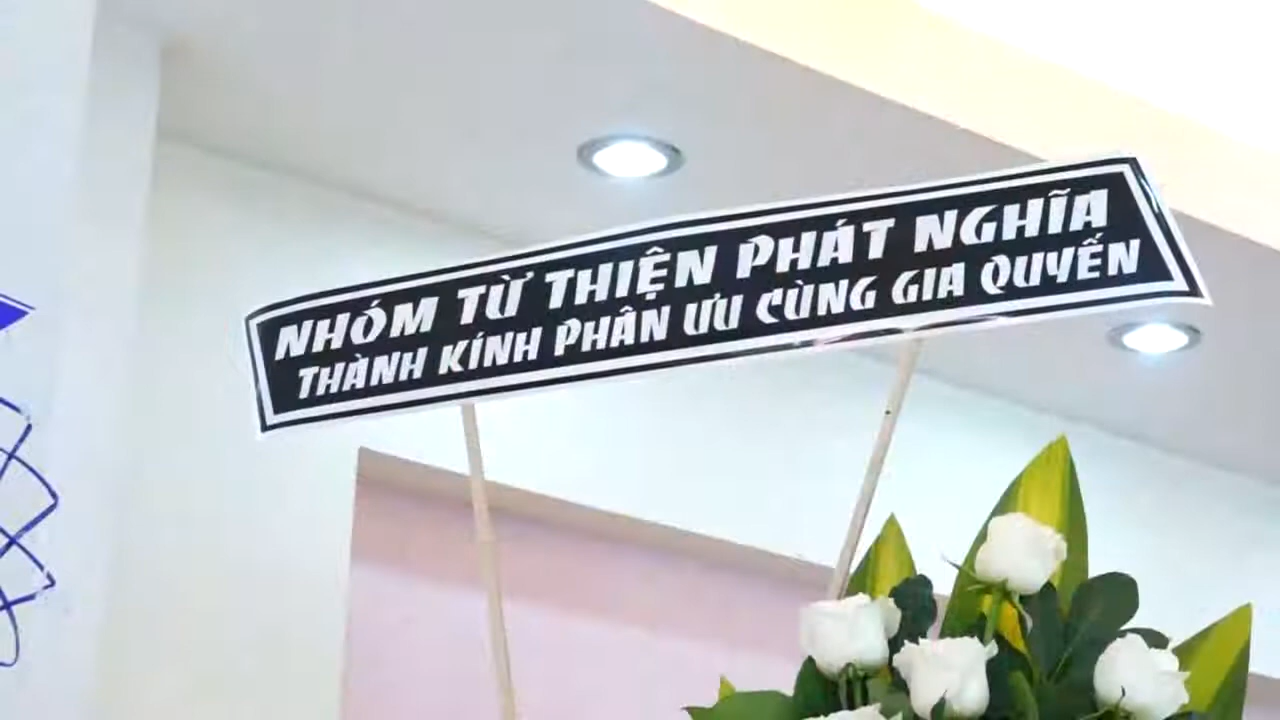 NHÓM TỪ THIỆN PHÁT NGHĨA
THÀNH KÍNH PHÂN ƯU CÙNG GIA QUYẾN